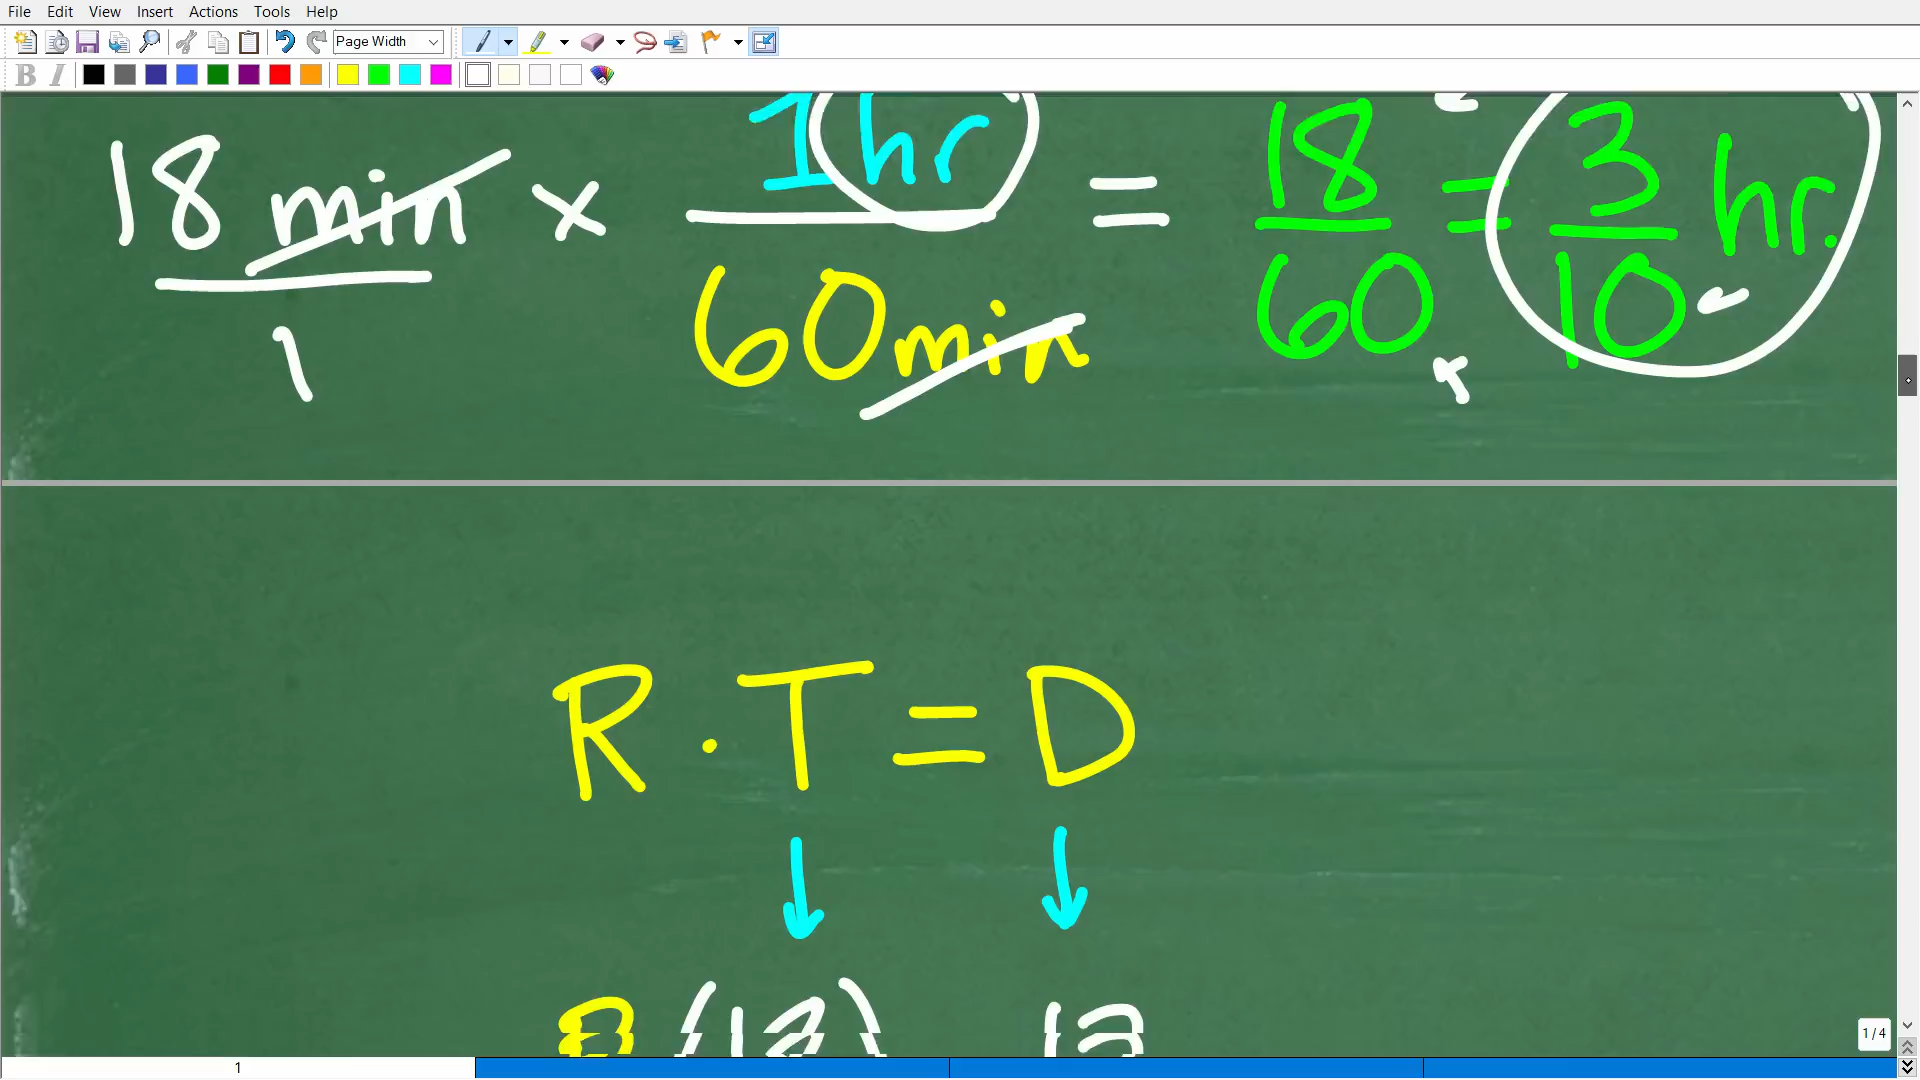 File Edit View Insert Actions Tools Help
Page Width
B I
18 min × 1 hr = 18 = 3 hr.
1 60 min 60 10
R · T = D
1/4
1